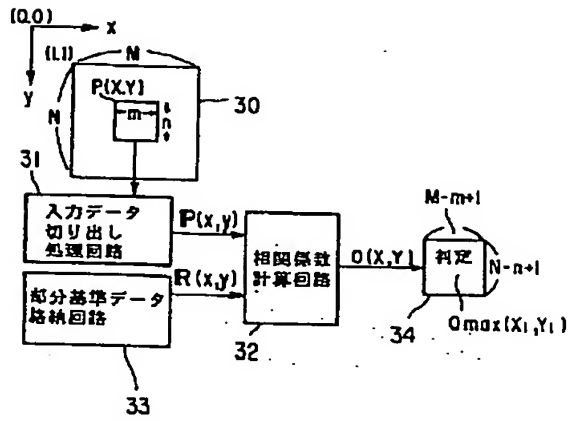 (0,0)
x
(1,1)
N
y
N
P(X,Y)
m
n
30
31
入力データ
切り出し
処理回路
P(x,y)
部分基準データ
格納回路
R(x,y)
33
相関係数
計算回路
32
Q(X,Y)
M-m+1
判定
N-n+1
Qmax(X₁,Y₁)
34